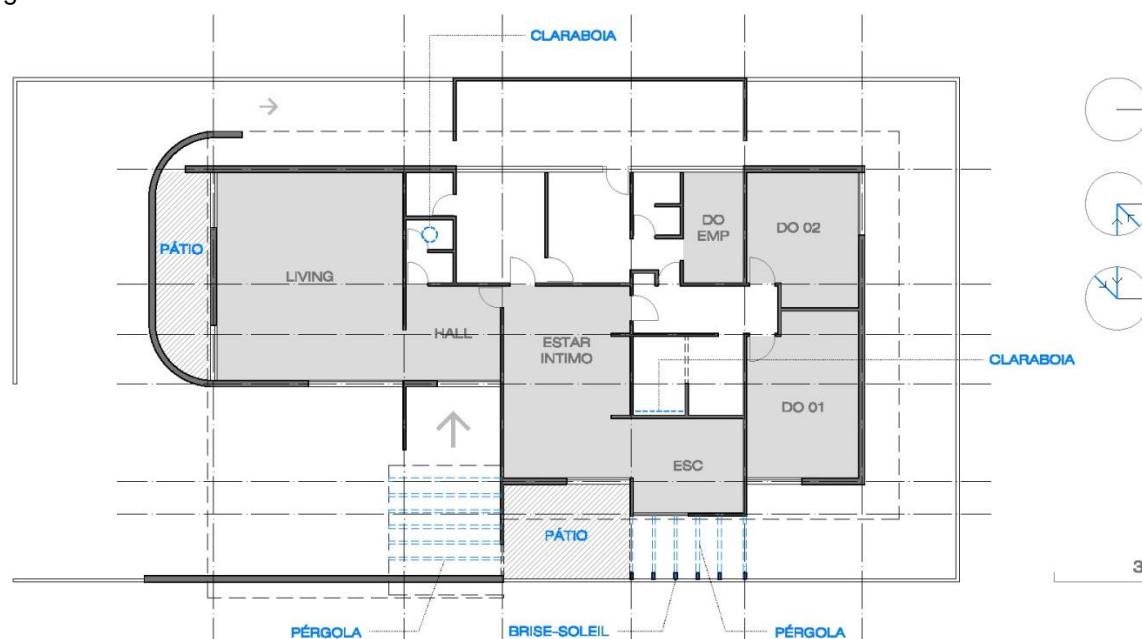 CLARABOIA
PÁTIO
LIVING
HALL
ESTAR
INTIMO
DO
EMP
DO 02
CLARABOIA
DO 01
ESC
PÁTIO
3
PÉRGOLA
BRISE-SOLEIL
PÉRGOLA